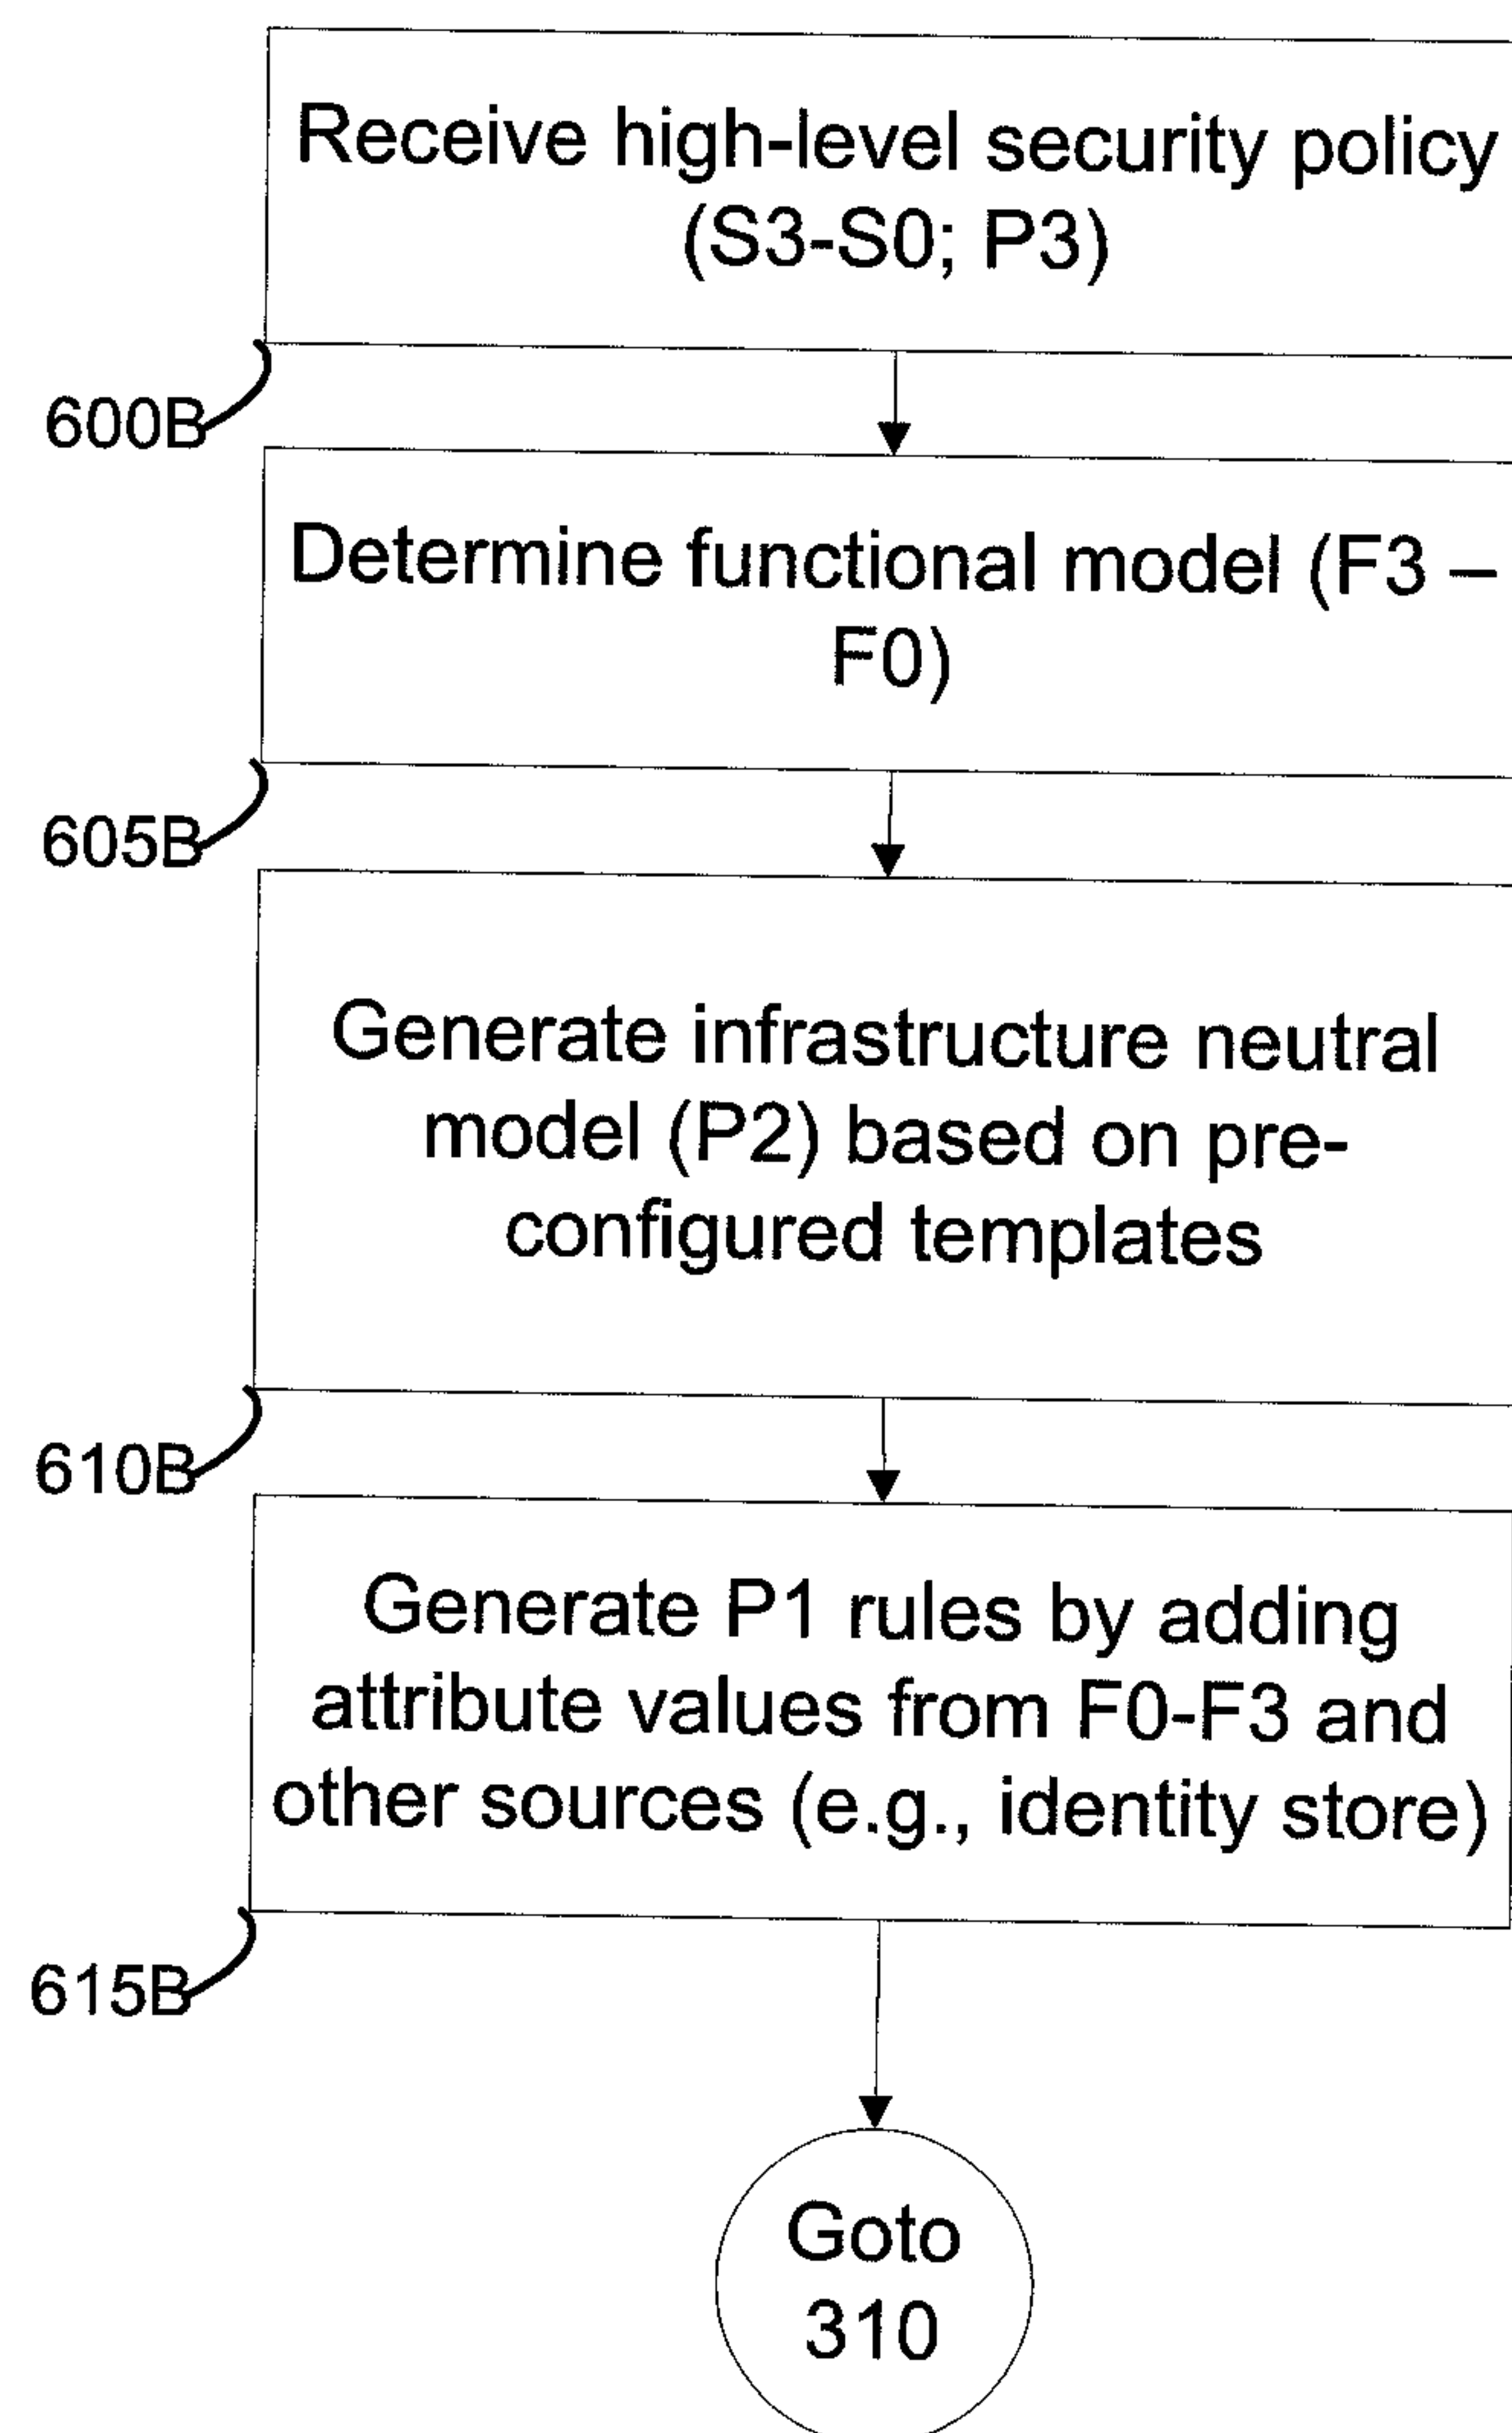 Receive high-level security policy
(S3-S0; P3)
600B
Determine functional model (F3 –
F0)
605B
Generate infrastructure neutral
model (P2) based on pre-
configured templates
610B
Generate P1 rules by adding
attribute values from F0-F3 and
other sources (e.g., identity store)
615B
Goto
310